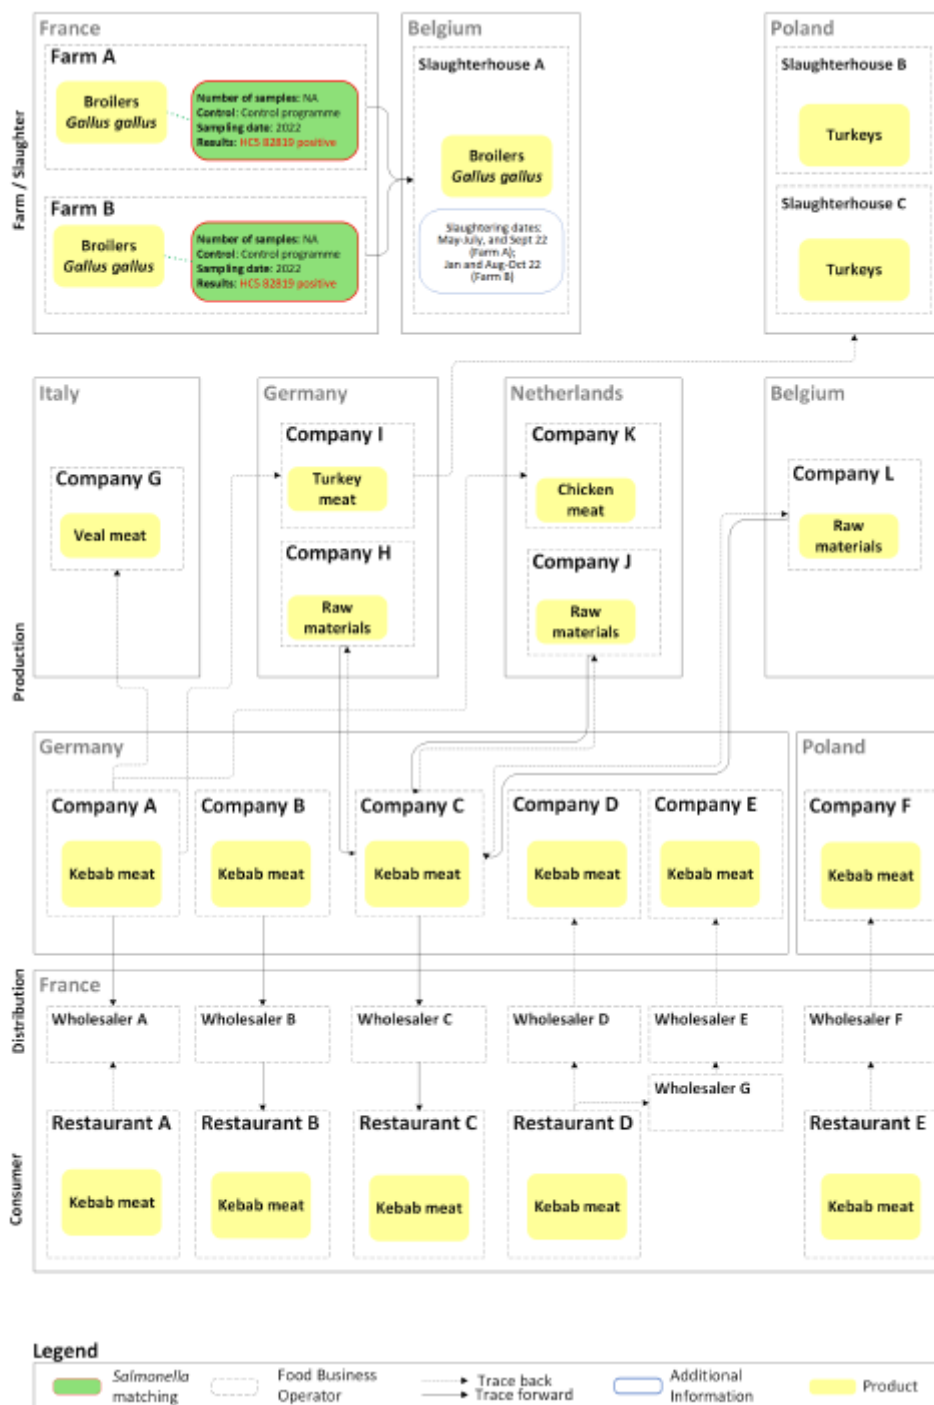 France
Belgium
Poland
Farm A
Broilers
Gallus gallus
Number of samples: NA
Control: Control programme
Sampling date: 2022
Results: HC5 82819 positive
Slaughterhouse A
Broilers
Gallus gallus
Slaughtering dates:
May-July, and Sept 22
(Farm A);
Jan and Aug-Oct 22
(Farm B)
Slaughterhouse B
Turkeys
Slaughterhouse C
Turkeys
Farm B
Broilers
Gallus gallus
Number of samples: NA
Control: Control programme
Sampling date: 2022
Results: HC5 82819 positive
Farm / Slaughter
Italy
Germany
Netherlands
Belgium
Company G
Veal meat
Company I
Turkey
meat
Company H
Raw
materials
Company K
Chicken
meat
Company J
Raw
materials
Company L
Raw
materials
Production
Germany
Poland
Company A
Kebab meat
Company B
Kebab meat
Company C
Kebab meat
Company D
Kebab meat
Company E
Kebab meat
Company F
Kebab meat
Distribution
France
Wholesaler A
Wholesaler B
Wholesaler C
Wholesaler D
Wholesaler E
Wholesaler F
Wholesaler G
Consumer
Restaurant A
Kebab meat
Restaurant B
Kebab meat
Restaurant C
Kebab meat
Restaurant D
Kebab meat
Restaurant E
Kebab meat
Legend
Salmonella
matching
Food Business
Operator
Trace back
Trace forward
Additional
Information
Product